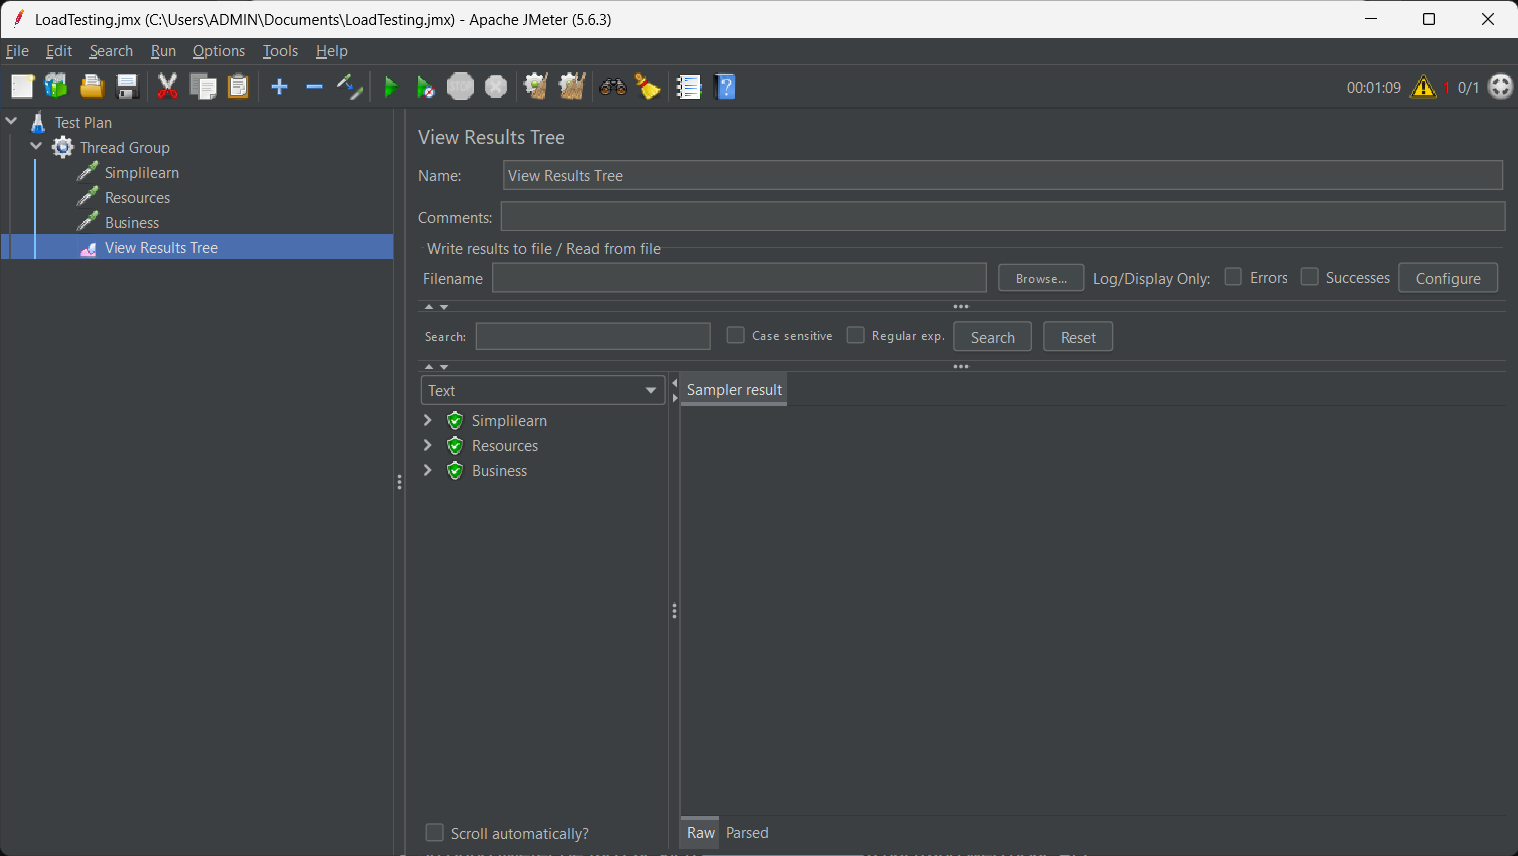 LoadTesting.jmx (C:\Users\ADMIN\Documents\LoadTesting.jmx) - Apache JMeter (5.6.3)
File Edit Search Run Options Tools Help
00:01:09 1 0/1
Test Plan
Thread Group
Simplilearn
Resources
Business
View Results Tree
View Results Tree
Name: View Results Tree
Comments:
Write results to file / Read from file
Filename Browse... Log/Display Only: Errors Successes Configure
Search: Case sensitive Regular exp. Search Reset
Text
Simplilearn
Resources
Business
Scroll automatically?
Sampler result
Raw Parsed